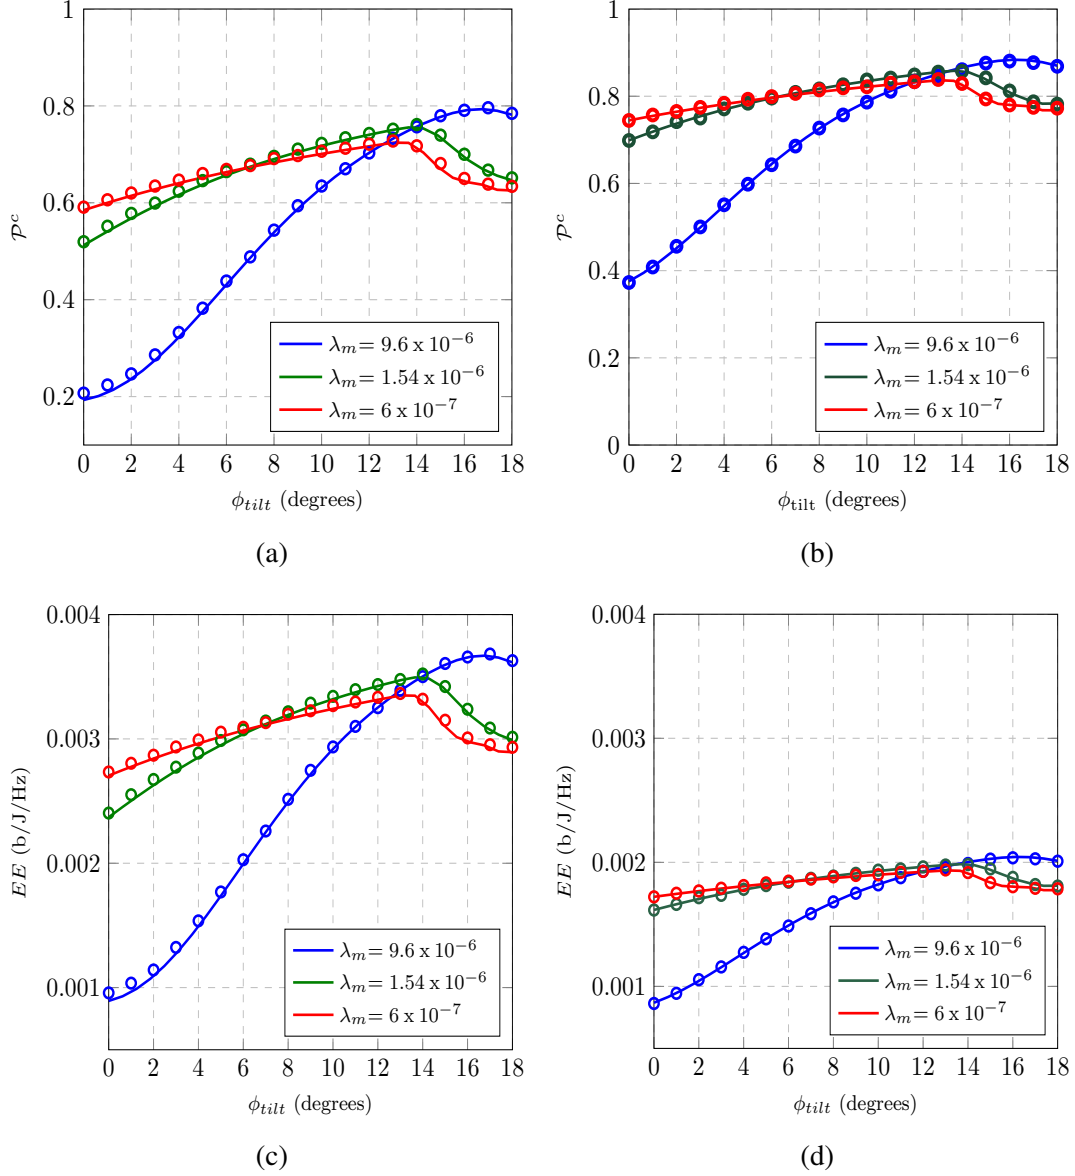 1
0.8
0.6
0.4
0.2
𝒫ᶜ
0 2 4 6 8 10 12 14 16 18
ϕ_tilt (degrees)
λ_m = 9.6 x 10⁻⁶
λ_m = 1.54 x 10⁻⁶
λ_m = 6 x 10⁻⁷
(a)
1
0.8
0.6
0.4
0.2
0
𝒫ᶜ
0 2 4 6 8 10 12 14 16 18
ϕ_tilt (degrees)
λ_m = 9.6 x 10⁻⁶
λ_m = 1.54 x 10⁻⁶
λ_m = 6 x 10⁻⁷
(b)
0.004
0.003
0.002
0.001
EE (b/J/Hz)
0 2 4 6 8 10 12 14 16 18
ϕ_tilt (degrees)
λ_m = 9.6 x 10⁻⁶
λ_m = 1.54 x 10⁻⁶
λ_m = 6 x 10⁻⁷
(c)
0.004
0.003
0.002
0.001
EE (b/J/Hz)
0 2 4 6 8 10 12 14 16 18
ϕ_tilt (degrees)
λ_m = 9.6 x 10⁻⁶
λ_m = 1.54 x 10⁻⁶
λ_m = 6 x 10⁻⁷
(d)